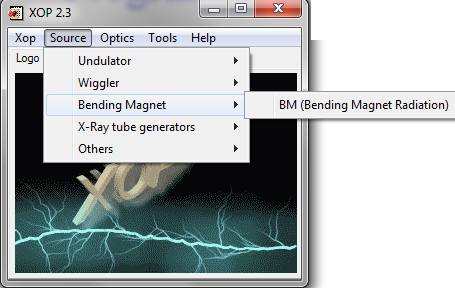 XOP 2.3
Xop Source Optics Tools Help
Logo
Undulator
Wiggler
Bending Magnet
BM (Bending Magnet Radiation)
X-Ray tube generators
Others
XOP